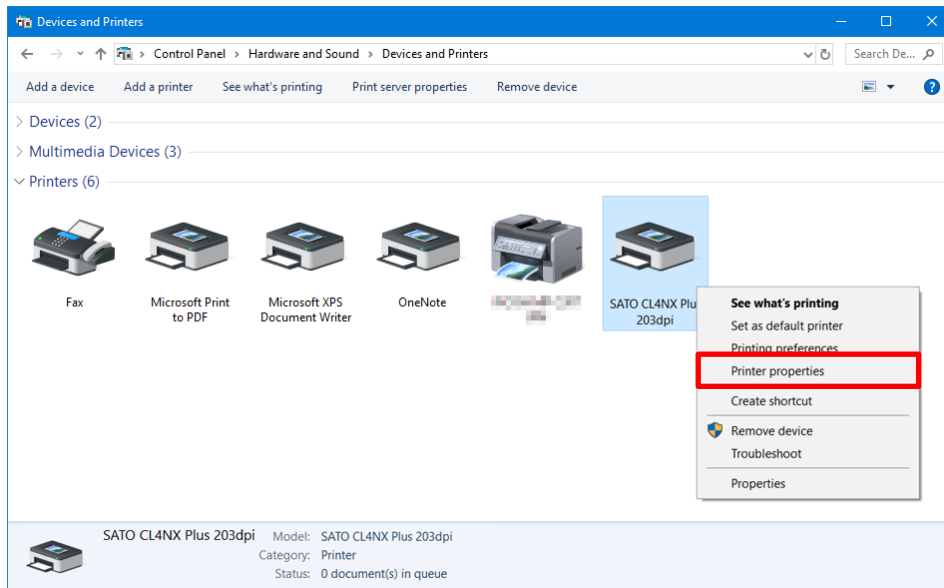 Devices and Printers
Control Panel > Hardware and Sound > Devices and Printers
Search De...
Add a device Add a printer See what's printing Print server properties Remove device
?
Devices (2)
Multimedia Devices (3)
Printers (6)
Fax
Microsoft Print
to PDF
Microsoft XPS
Document Writer
OneNote
SATO CL4NX Plu
203dpi
See what's printing
Set as default printer
Printing preferences
Printer properties
Create shortcut
Remove device
Troubleshoot
Properties
SATO CL4NX Plus 203dpi Model: SATO CL4NX Plus 203dpi
Category: Printer
Status: 0 document(s) in queue